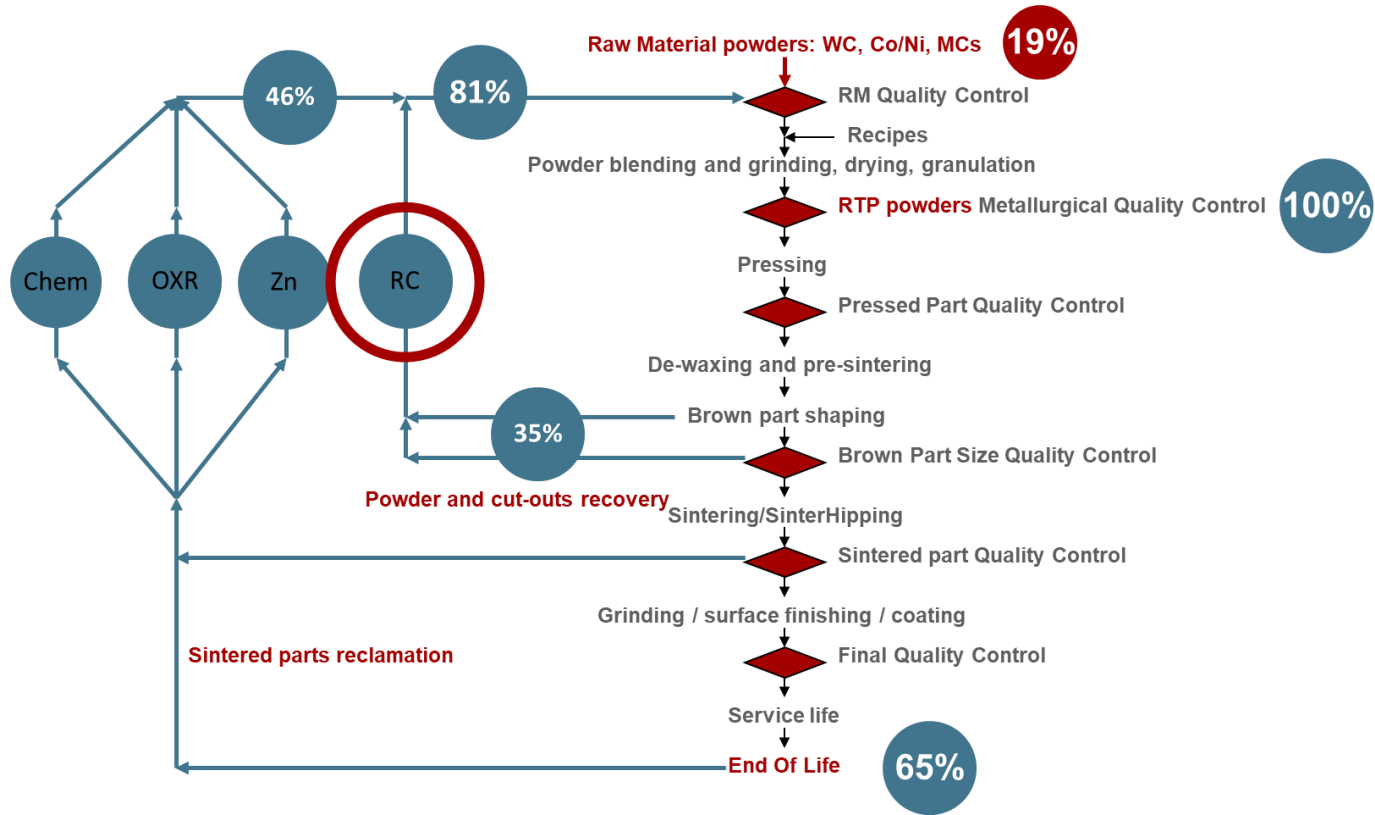 Raw Material powders: WC, Co/Ni, MCs
19%
46%
81%
RM Quality Control
Recipes
Powder blending and grinding, drying, granulation
RTP powders Metallurgical Quality Control
100%
Chem
OXR
Zn
RC
Pressing
Pressed Part Quality Control
De-waxing and pre-sintering
Brown part shaping
35%
Brown Part Size Quality Control
Powder and cut-outs recovery
Sintering/SinterHipping
Sintered part Quality Control
Grinding / surface finishing / coating
Sintered parts reclamation
Final Quality Control
Service life
End Of Life
65%